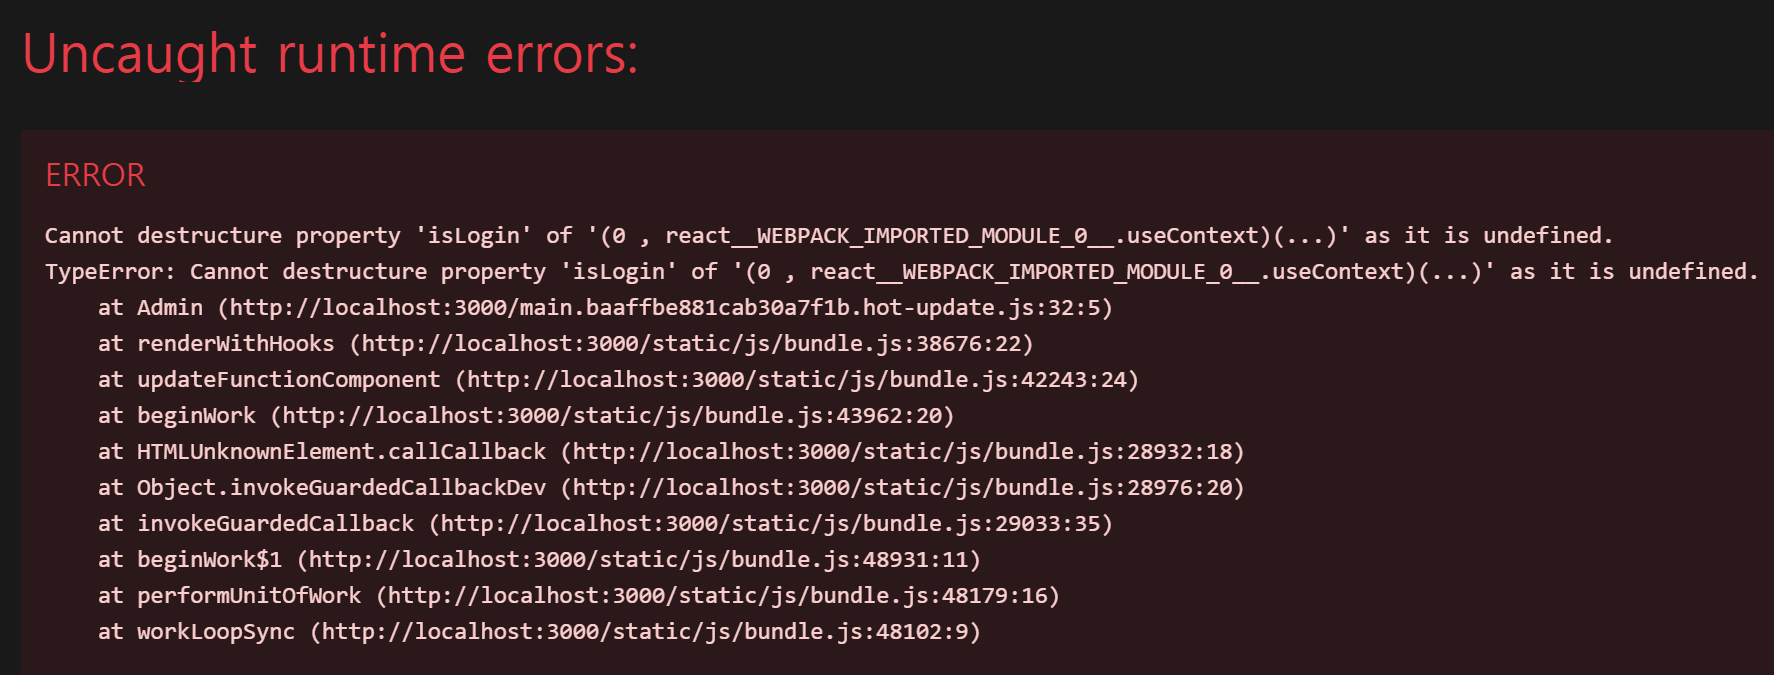 Uncaught runtime errors:
ERROR
Cannot destructure property 'isLogin' of '(0 , react__WEBPACK_IMPORTED_MODULE_0__.useContext)(...)' as it is undefined.
TypeError: Cannot destructure property 'isLogin' of '(0 , react__WEBPACK_IMPORTED_MODULE_0__.useContext)(...)' as it is undefined.
    at Admin (http://localhost:3000/main.baaffbe881cab30a7f1b.hot-update.js:32:5)
    at renderWithHooks (http://localhost:3000/static/js/bundle.js:38676:22)
    at updateFunctionComponent (http://localhost:3000/static/js/bundle.js:42243:24)
    at beginWork (http://localhost:3000/static/js/bundle.js:43962:20)
    at HTMLUnknownElement.callCallback (http://localhost:3000/static/js/bundle.js:28932:18)
    at Object.invokeGuardedCallbackDev (http://localhost:3000/static/js/bundle.js:28976:20)
    at invokeGuardedCallback (http://localhost:3000/static/js/bundle.js:29033:35)
    at beginWork$1 (http://localhost:3000/static/js/bundle.js:48931:11)
    at performUnitOfWork (http://localhost:3000/static/js/bundle.js:48179:16)
    at workLoopSync (http://localhost:3000/static/js/bundle.js:48102:9)